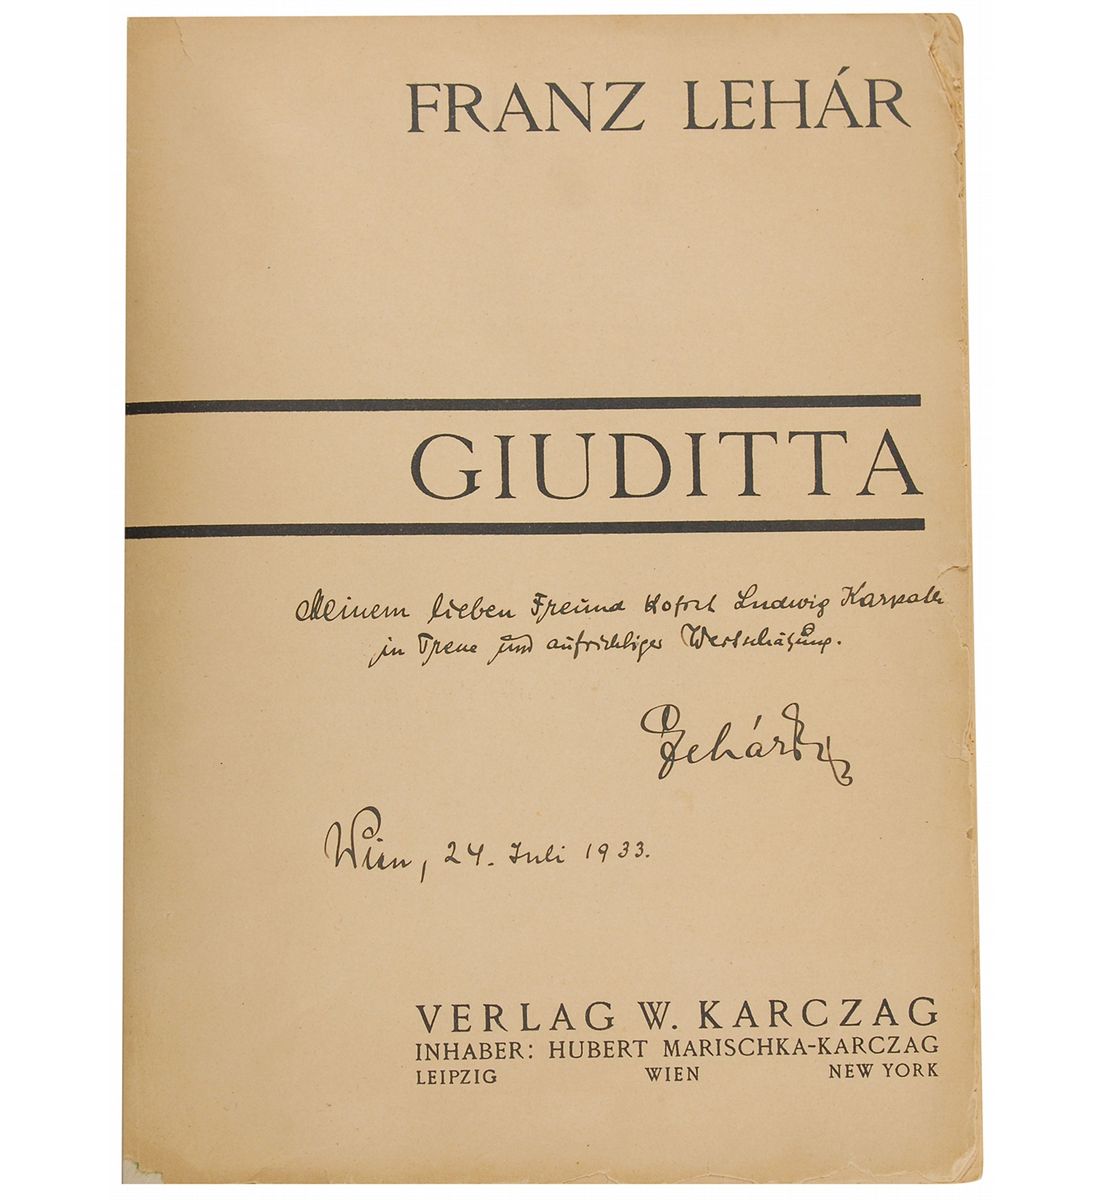 FRANZ LEHÁR
GIUDITTA
Meinem lieben Freund Hofrat Ludwig Karpath
in Treue und aufrichtiger Wertschätzung.
Lehár
Wien, 24. Juli 1933.
VERLAG W. KARCZAG
INHABER: HUBERT MARISCHKA-KARCZAG
LEIPZIG WIEN NEW YORK